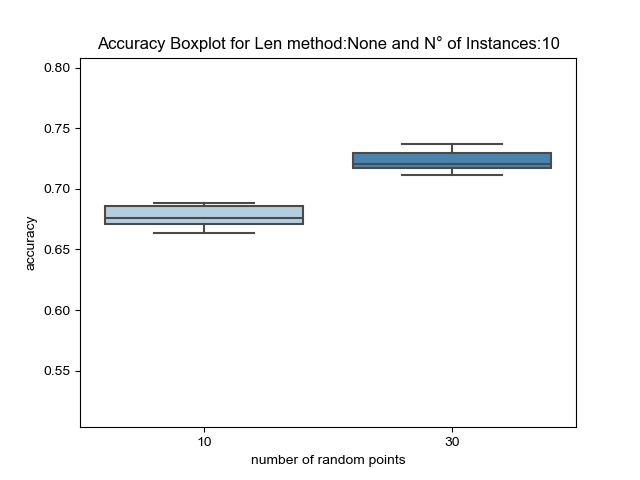 Accuracy Boxplot for Len method:None and N° of Instances:10
0.80
0.75
0.70
0.65
0.60
0.55
accuracy
10 30
number of random points